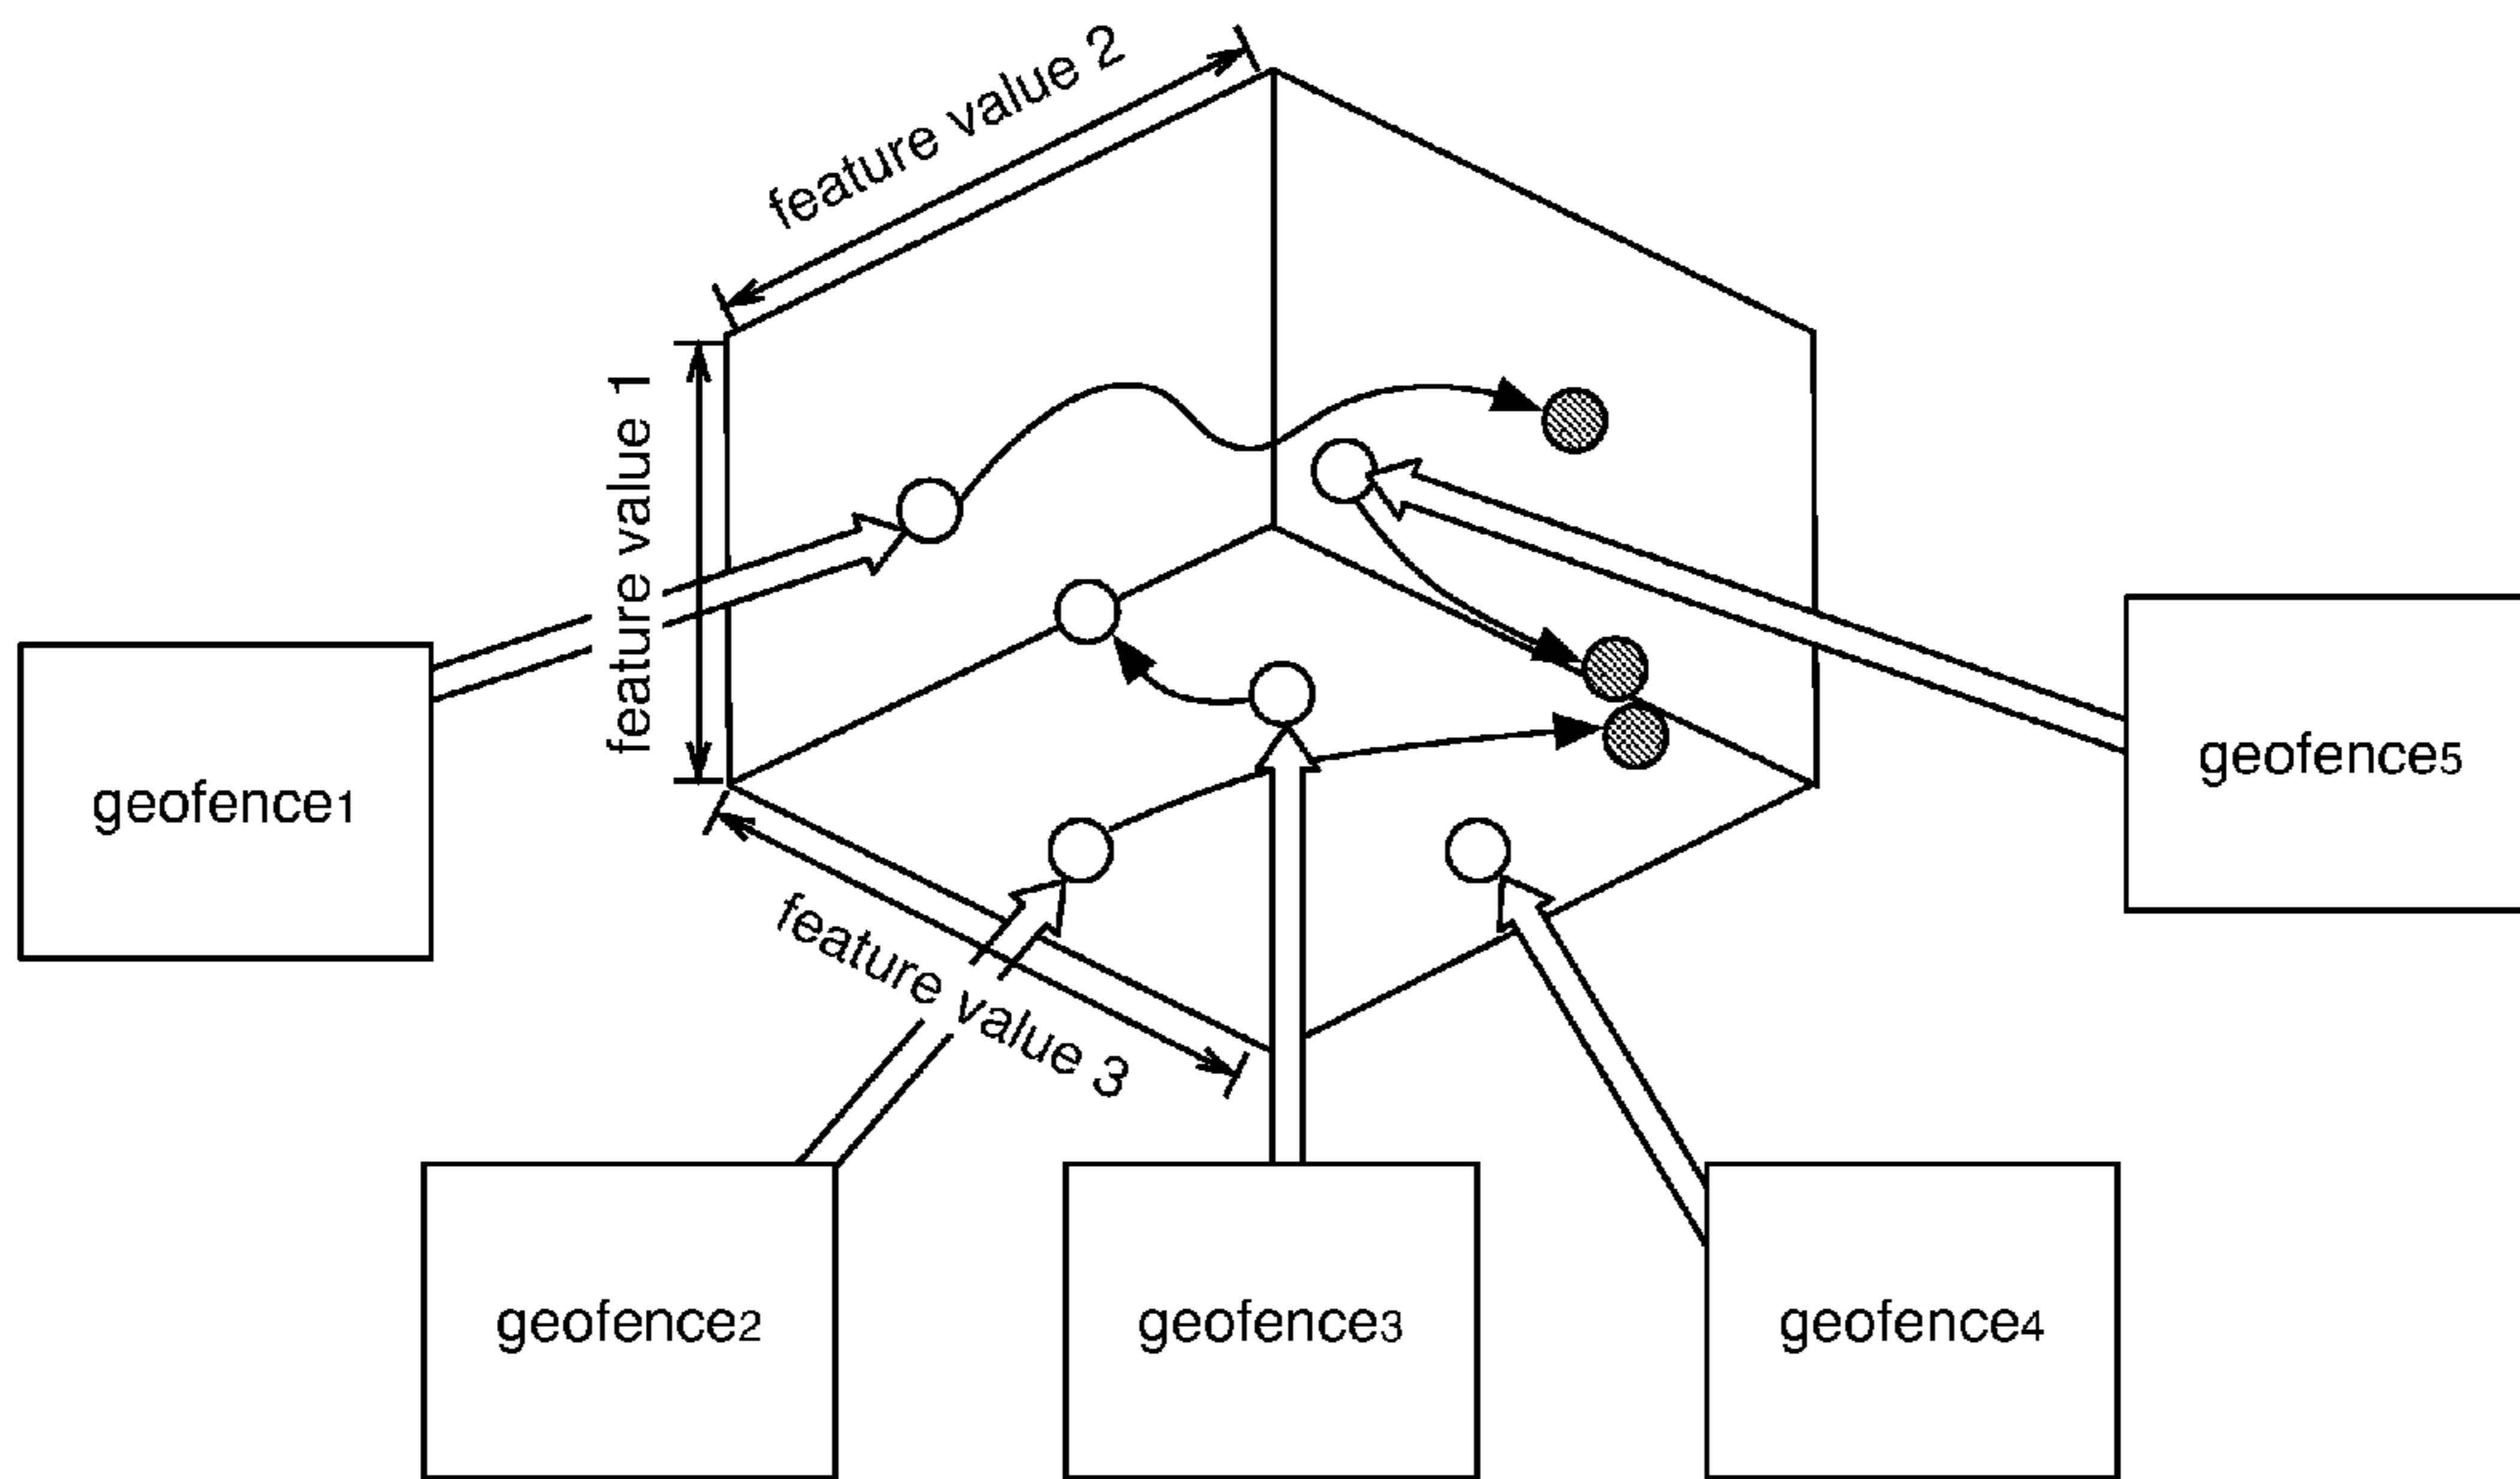 feature value 2
feature value 1
feature value 3
geofence1
geofence5
geofence2
geofence3
geofence4